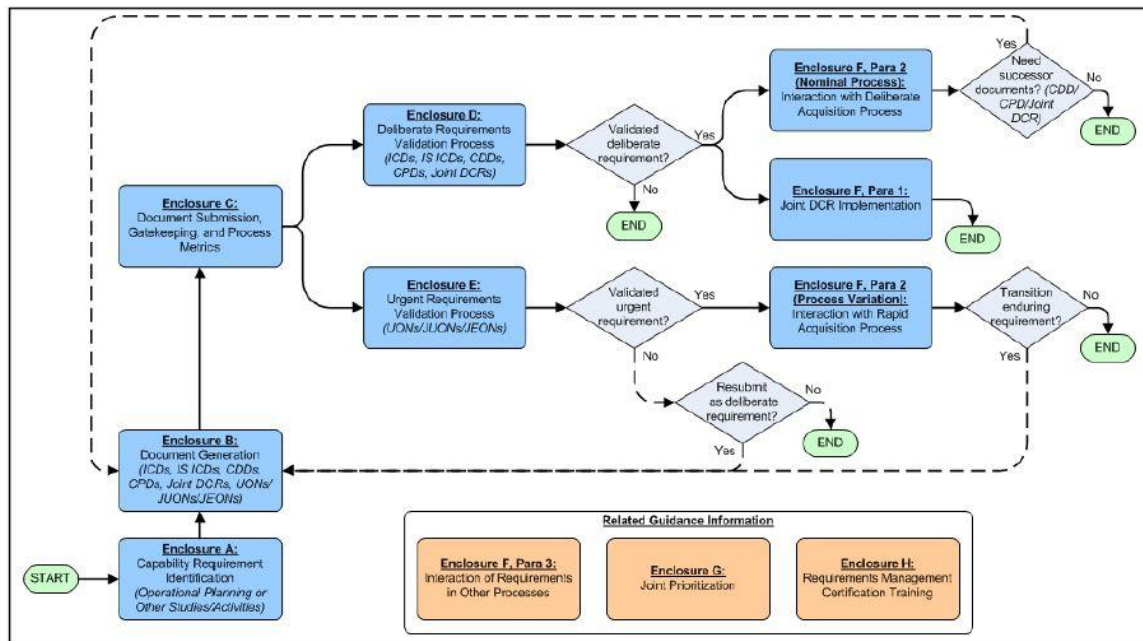 Yes
Enclosure F, Para 2
(Nominal Process):
Interaction with Deliberate
Acquisition Process
Need
successor
documents? (CDD/
CPD/Joint
DCR)
No
END
Enclosure D:
Deliberate Requirements
Validation Process
(ICDs, IS ICDs, CDDs,
CPDs, Joint DCRs)
Validated
deliberate
requirement?
Yes
No
END
Enclosure F, Para 1:
Joint DCR Implementation
END
Enclosure C:
Document Submission,
Gatekeeping, and Process
Metrics
Enclosure E:
Urgent Requirements
Validation Process
(UONs/JUONs/JEONs)
Validated
urgent
requirement?
Yes
No
Enclosure F, Para 2
(Process Variation):
Interaction with Rapid
Acquisition Process
Transition
enduring
requirement?
No
END
Yes
Resubmit
as deliberate
requirement?
No
END
Yes
Enclosure B:
Document Generation
(ICDs, IS ICDs, CDDs,
CPDs, Joint DCRs, UONs/
JUONs/JEONs)
START
Enclosure A:
Capability Requirement
Identification
(Operational Planning or
Other Studies/Activities)
Related Guidance Information
Enclosure F, Para 3:
Interaction of Requirements
in Other Processes
Enclosure G:
Joint Prioritization
Enclosure H:
Requirements Management
Certification Training